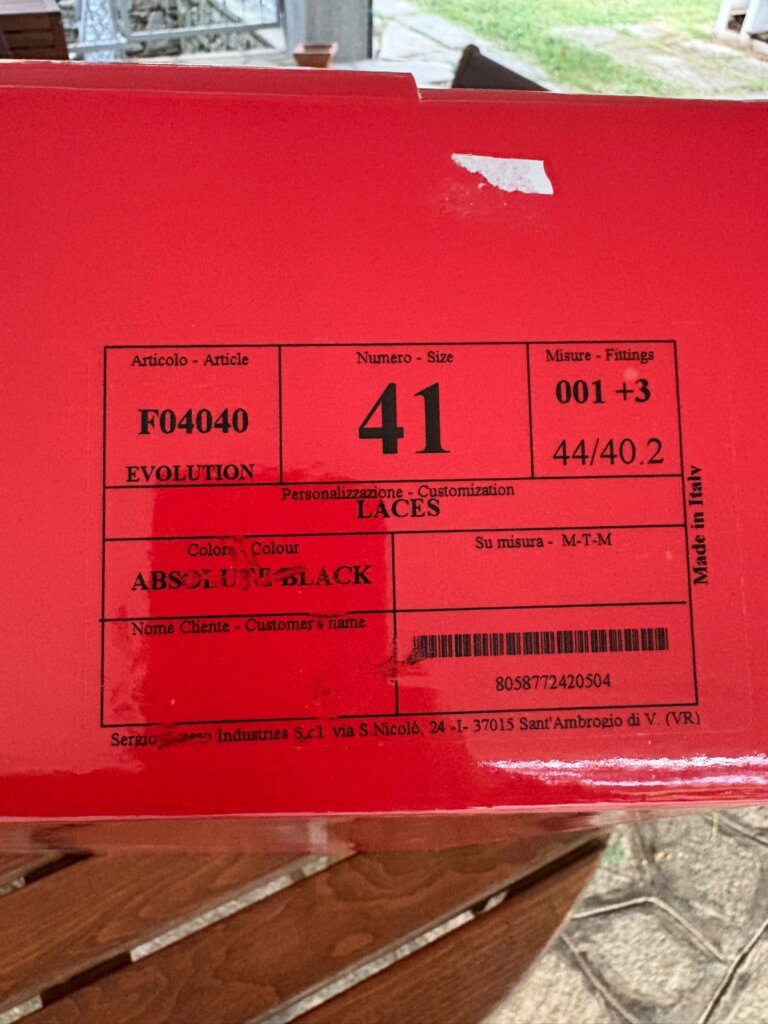 Articolo - Article
F04040
EVOLUTION
Numero - Size
41
Misure - Fittings
001 +3
44/40.2
Personalizzazione - Customization
LACES
Colore - Colour
ABSOLUTE BLACK
Su misura - M-T-M
Nome Cliente - Customer's name
8058772420504
Made in Italy
Sergio Industries S.r.l. via S.Nicolò, 24 -I- 37015 Sant'Ambrogio di V. (VR)